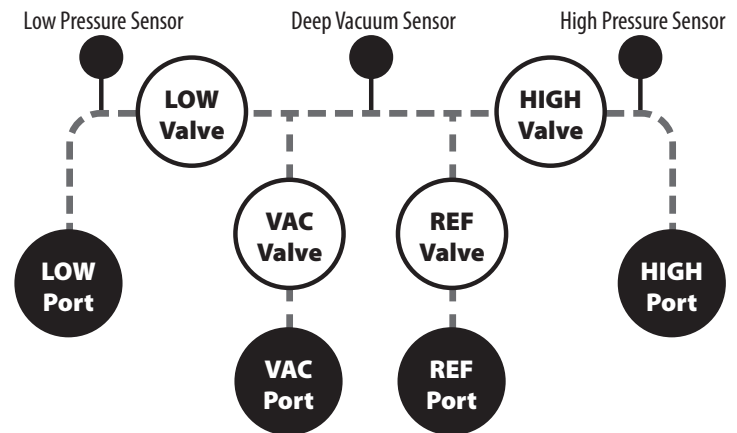 Low Pressure Sensor
Deep Vacuum Sensor
High Pressure Sensor
LOW
Valve
HIGH
Valve
VAC
Valve
REF
Valve
LOW
Port
HIGH
Port
VAC
Port
REF
Port